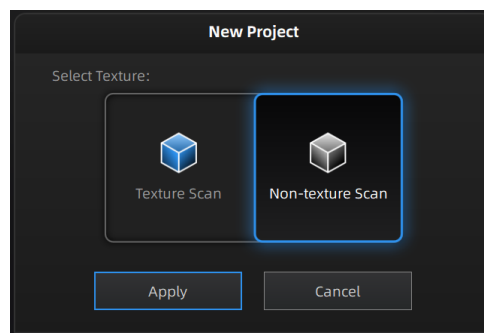 New Project
Select Texture:
Texture Scan
Non-texture Scan
Apply
Cancel